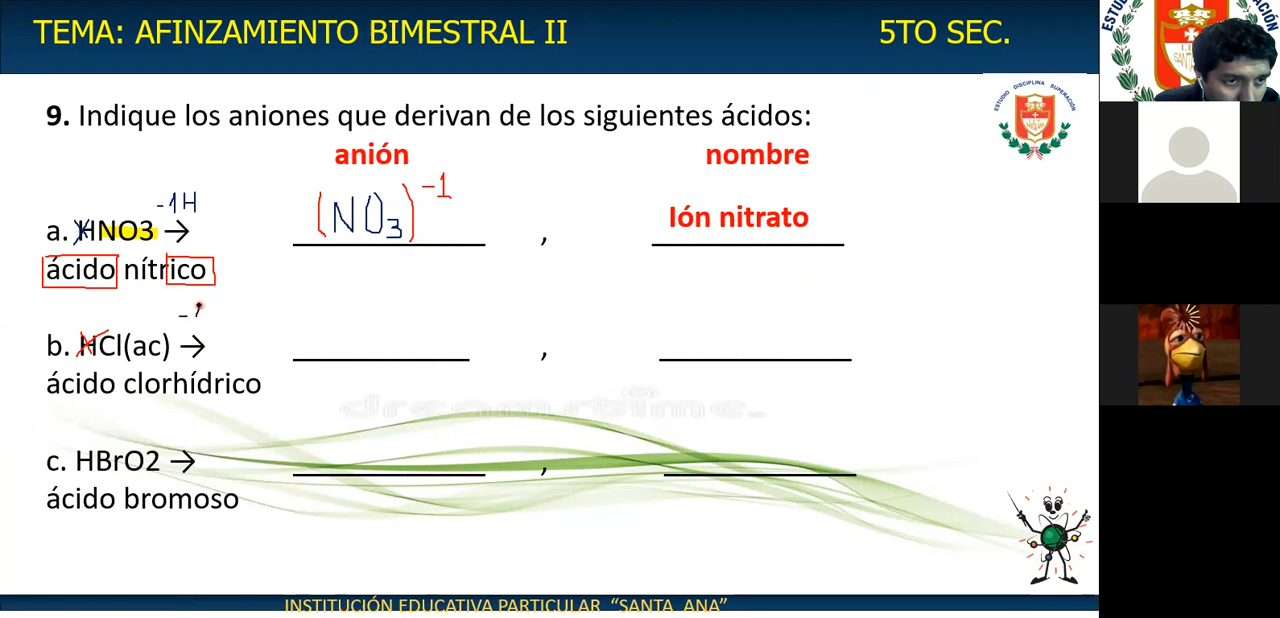 TEMA: AFINZAMIENTO BIMESTRAL II 5TO SEC.
9. Indique los aniones que derivan de los siguientes ácidos:
anión nombre
-1H
a. HNO3 → (NO3)-1 , Ión nitrato
ácido nítrico
b. HCl(ac) → ,
ácido clorhídrico
c. HBrO2 → ,
ácido bromoso
INSTITUCIÓN EDUCATIVA PARTICULAR "SANTA ANA"
ESTUDIO DISCIPLINA SUPERACIÓN